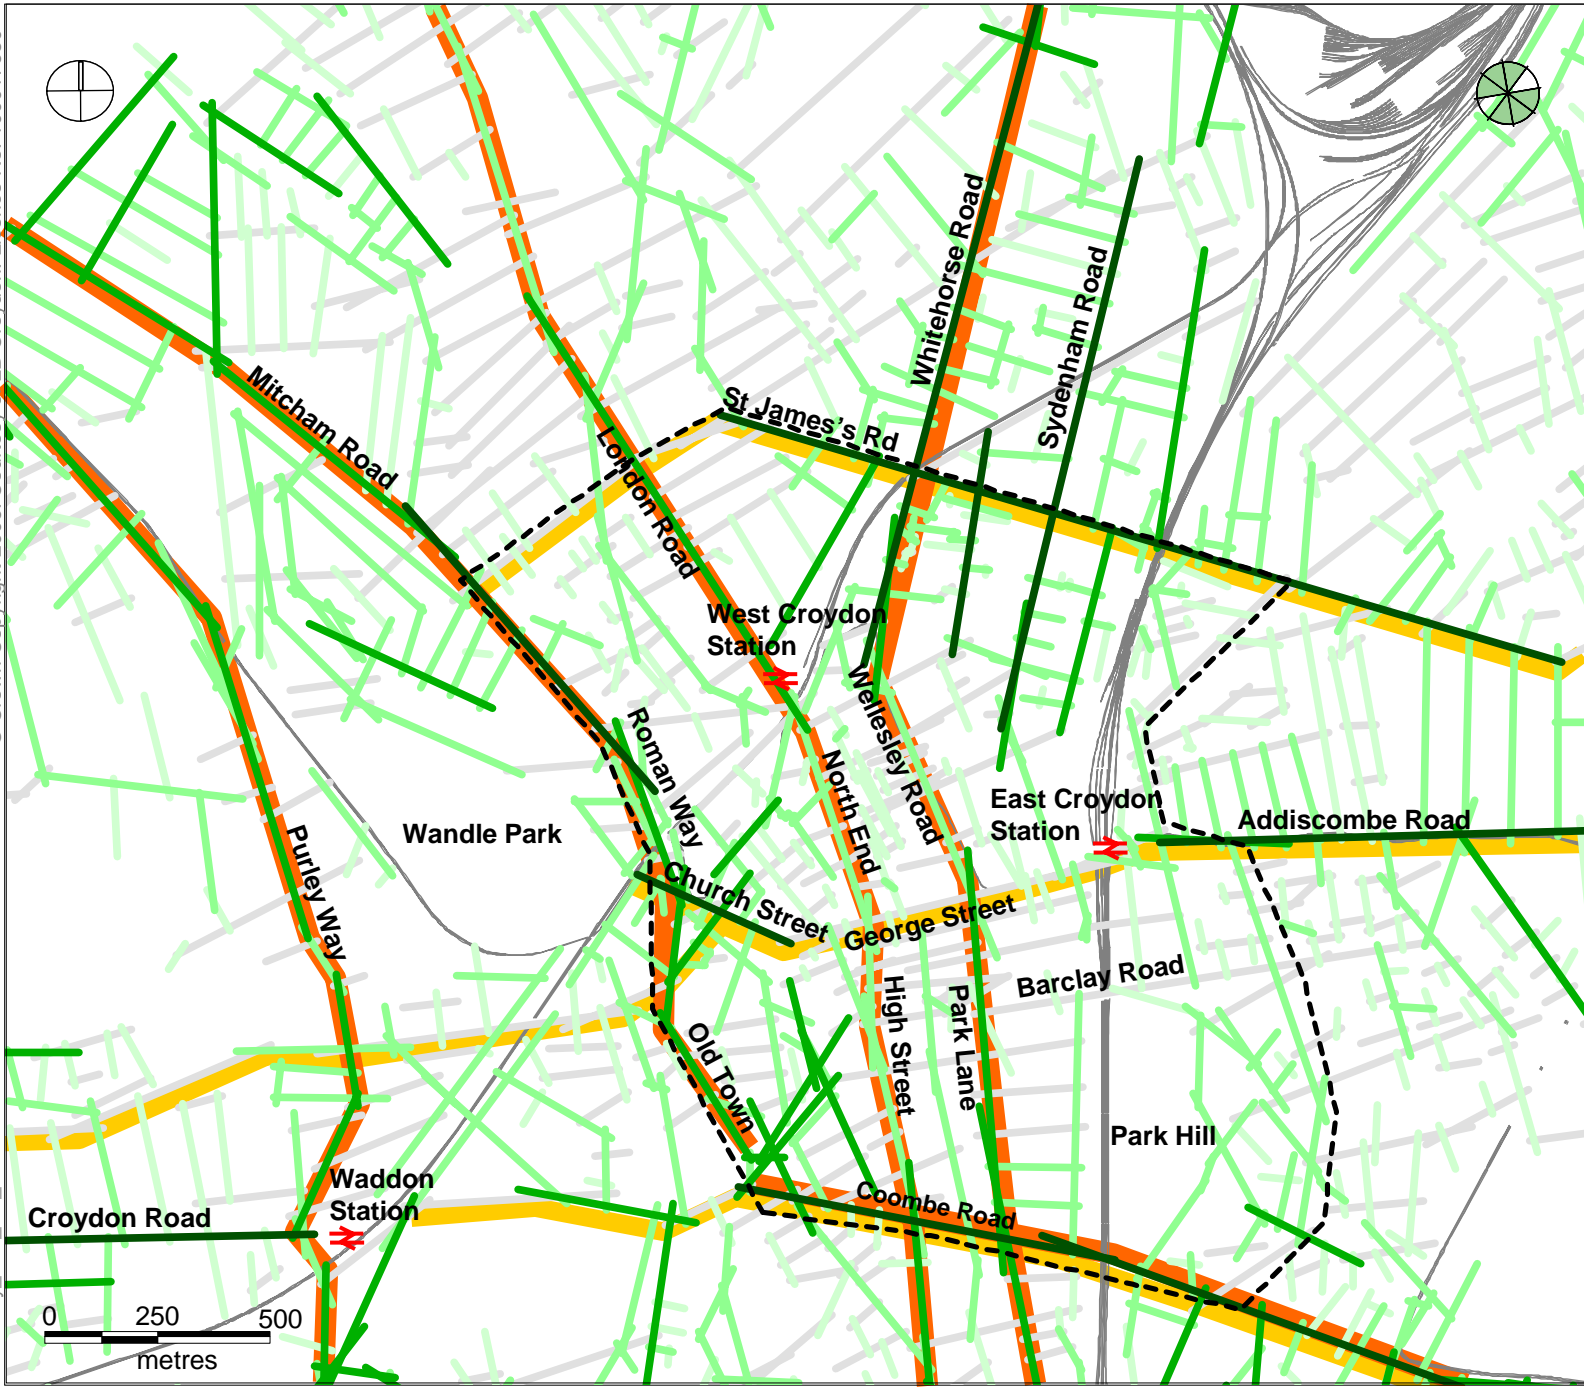 Whitehorse Road
Sydenham Road
Mitcham Road
St James's Rd
London Road
West Croydon
Station
Wellesley Road
Roman Way
North End
East Croydon
Station
Addiscombe Road
Wandle Park
Purley Way
Church Street
George Street
Barclay Road
High Street
Park Lane
Old Town
Park Hill
Waddon
Station
Coombe Road
Croydon Road
0 250 500
metres